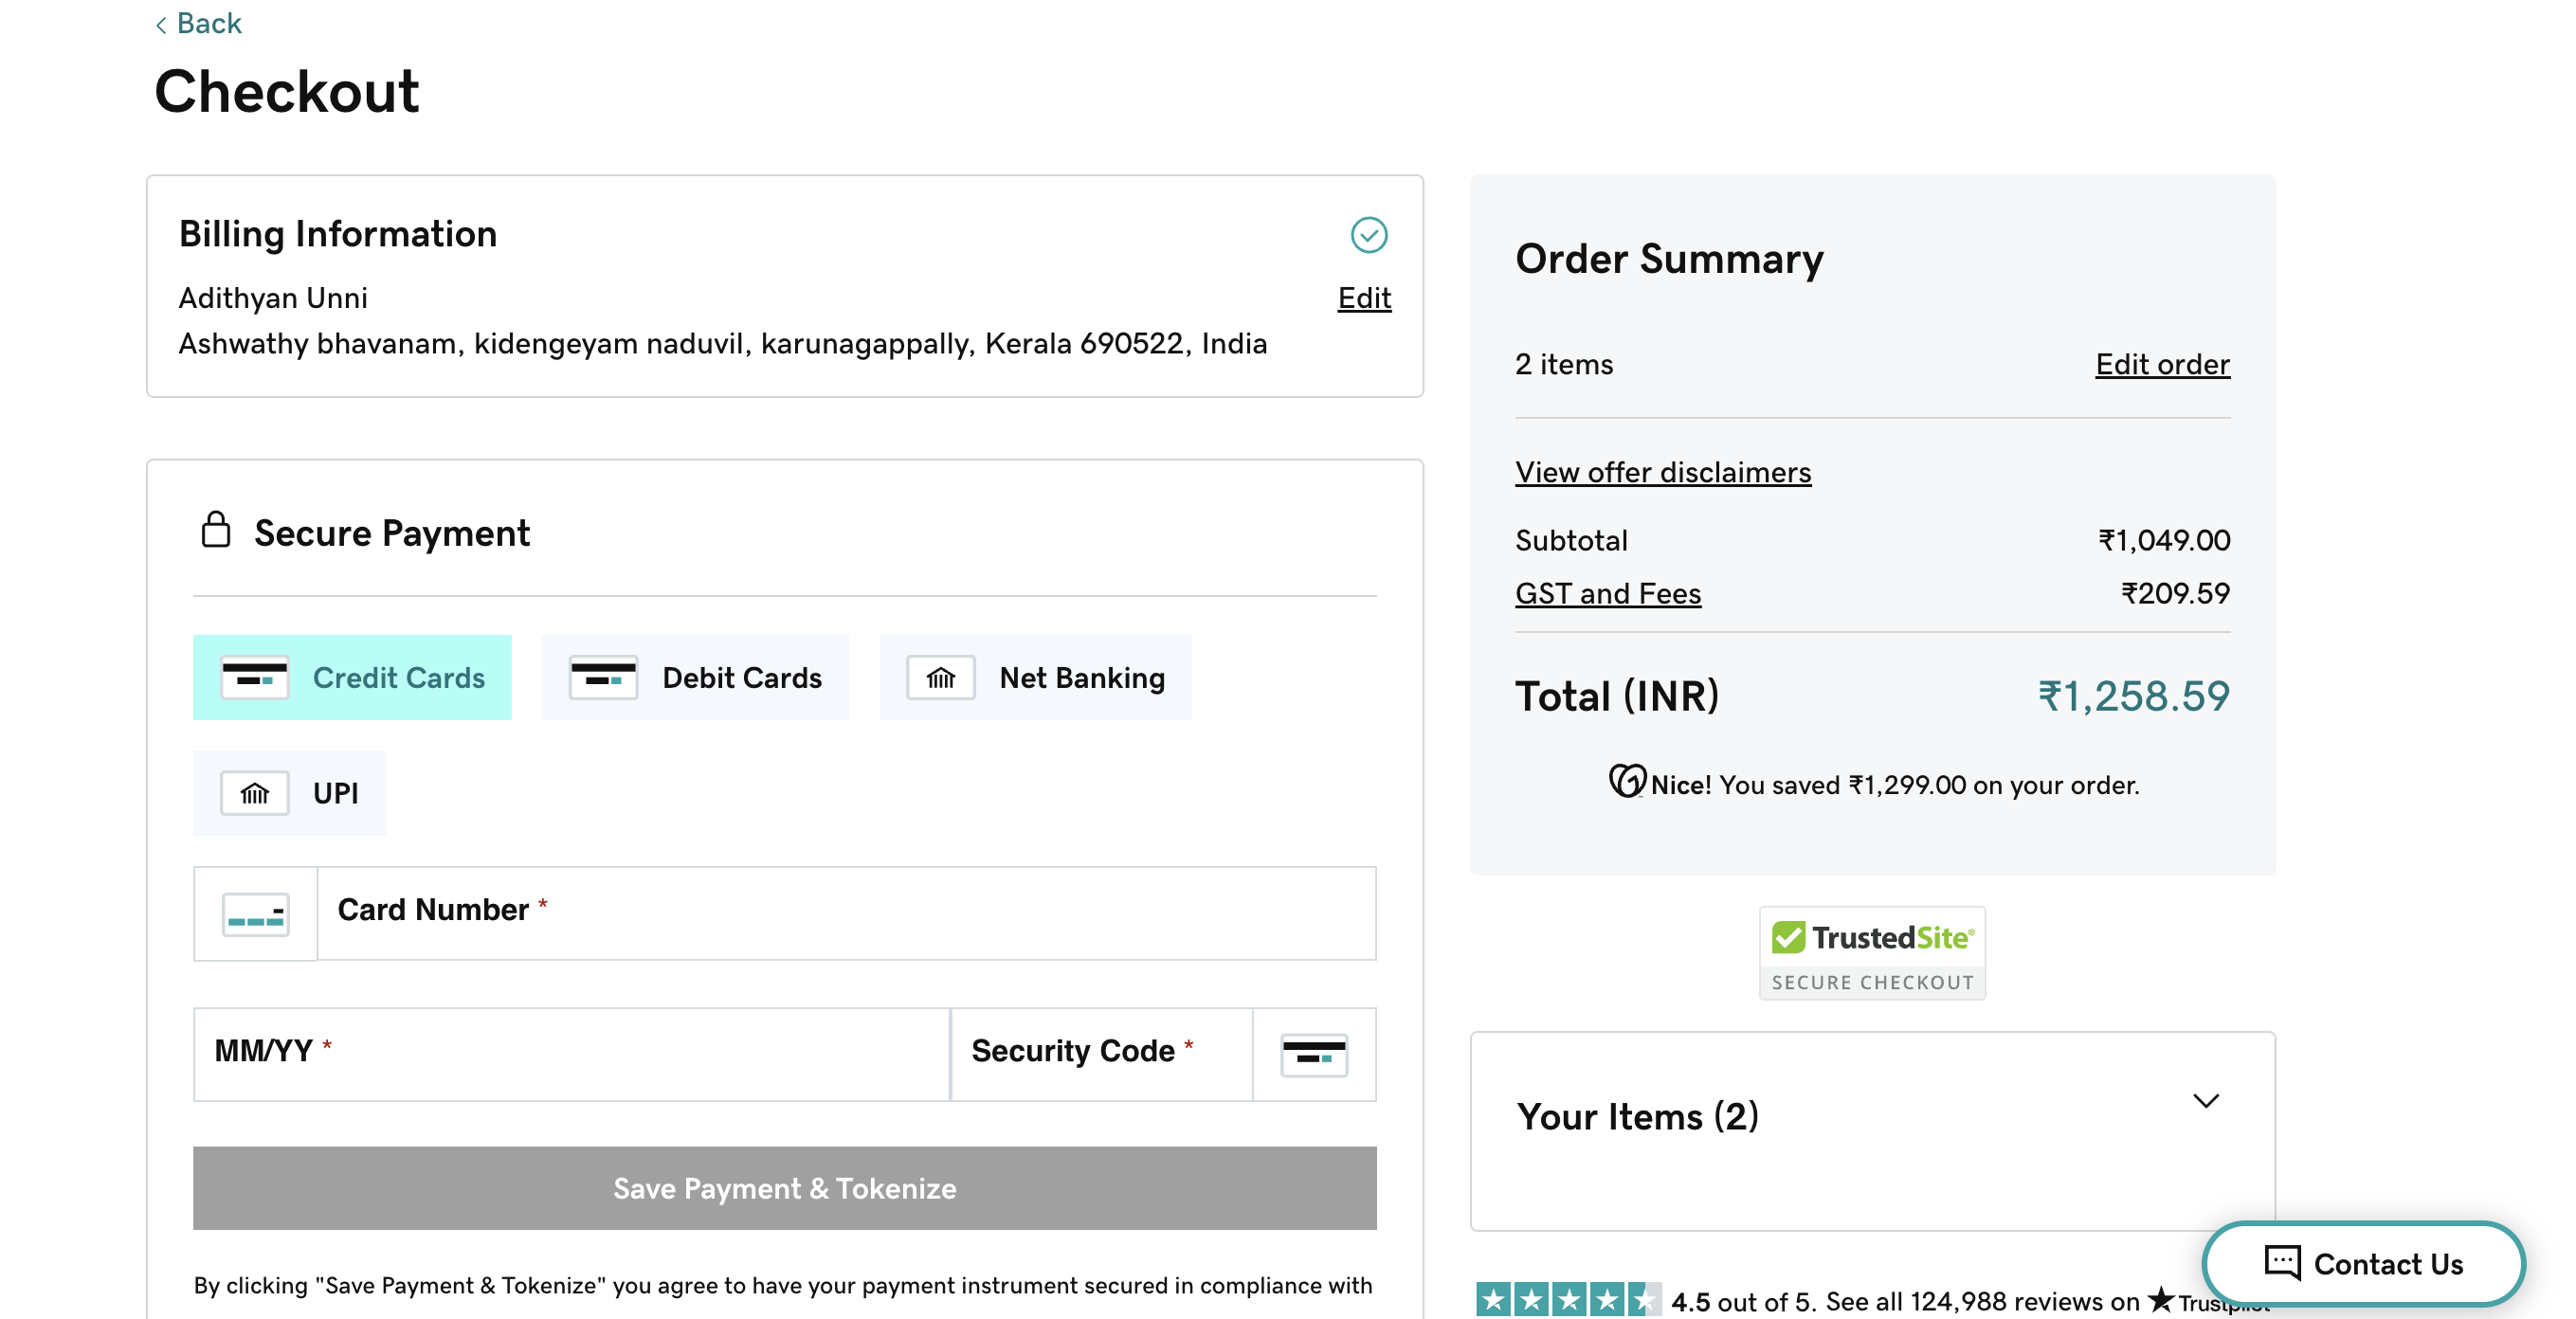 Back
Checkout
Billing Information
Adithyan Unni
Edit
Ashwathy bhavanam, kidengeyam naduvil, karunagappally, Kerala 690522, India
Secure Payment
Credit Cards
Debit Cards
Net Banking
UPI
Card Number *
MM/YY *
Security Code *
Save Payment & Tokenize
By clicking "Save Payment & Tokenize" you agree to have your payment instrument secured in compliance with
Order Summary
2 items
Edit order
View offer disclaimers
Subtotal ₹1,049.00
GST and Fees ₹209.59
Total (INR) ₹1,258.59
Nice! You saved ₹1,299.00 on your order.
TrustedSite®
SECURE CHECKOUT
Your Items (2)
Contact Us
4.5 out of 5. See all 124,988 reviews on Trustpilot